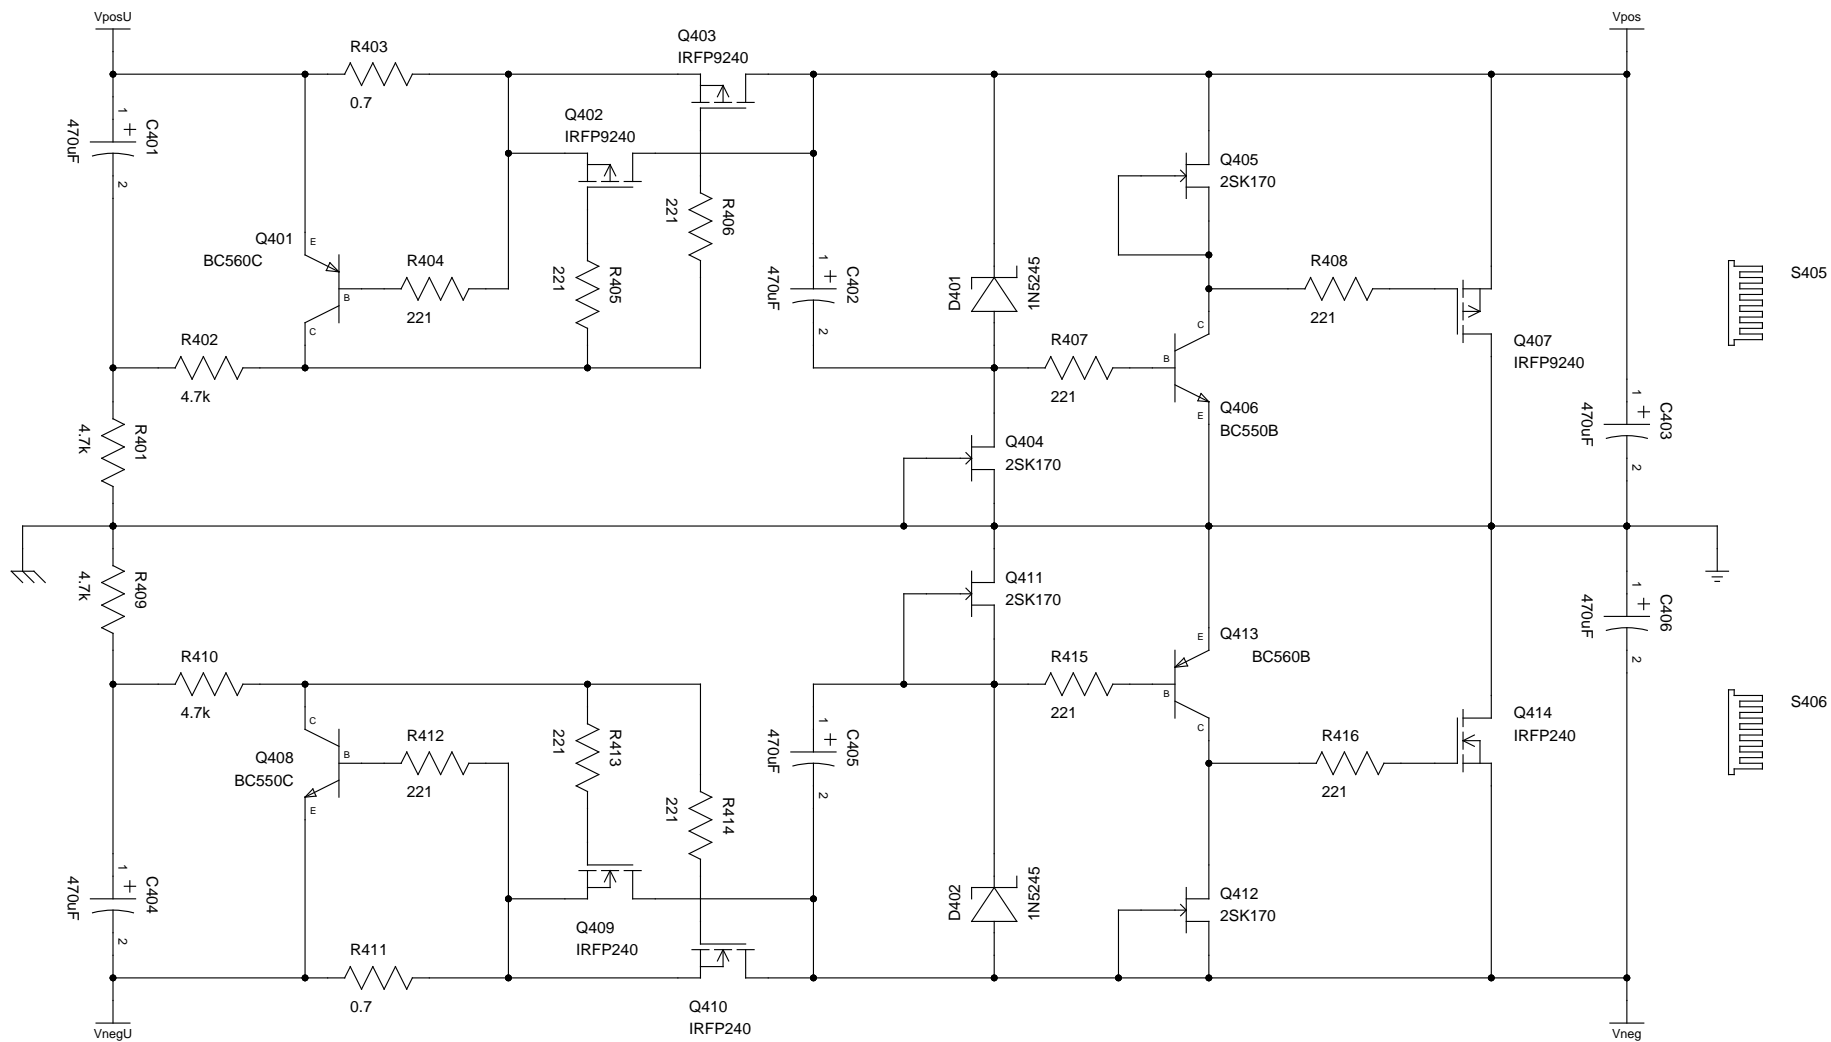 VposU
Vpos
R403
0.7
Q403
IRFP9240
Q402
IRFP9240
1
+
C401
470uF
2
Q405
2SK170
R406
221
E
Q401
BC560C
B
C
R404
221
R405
221
1
+
C402
470uF
2
D401
1N5245
R408
221
S405
R402
4.7k
R407
221
C
B
E
Q406
BC550B
Q407
IRFP9240
R401
4.7k
Q404
2SK170
1
+
C403
470uF
2
R409
4.7k
Q411
2SK170
1
+
C406
470uF
2
R410
4.7k
R415
221
E
Q413
BC560B
B
C
S406
C
Q408
BC550C
B
E
R412
221
R413
221
R414
221
1
+
C405
470uF
2
R416
221
Q414
IRFP240
1
+
C404
470uF
2
D402
1N5245
Q412
2SK170
Q409
IRFP240
R411
0.7
Q410
IRFP240
VnegU
Vneg